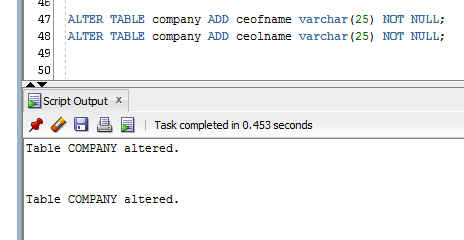 46
47 ALTER TABLE company ADD ceofname varchar(25) NOT NULL;
48 ALTER TABLE company ADD ceolname varchar(25) NOT NULL;
49
50
Script Output x
Task completed in 0.453 seconds
Table COMPANY altered.
Table COMPANY altered.